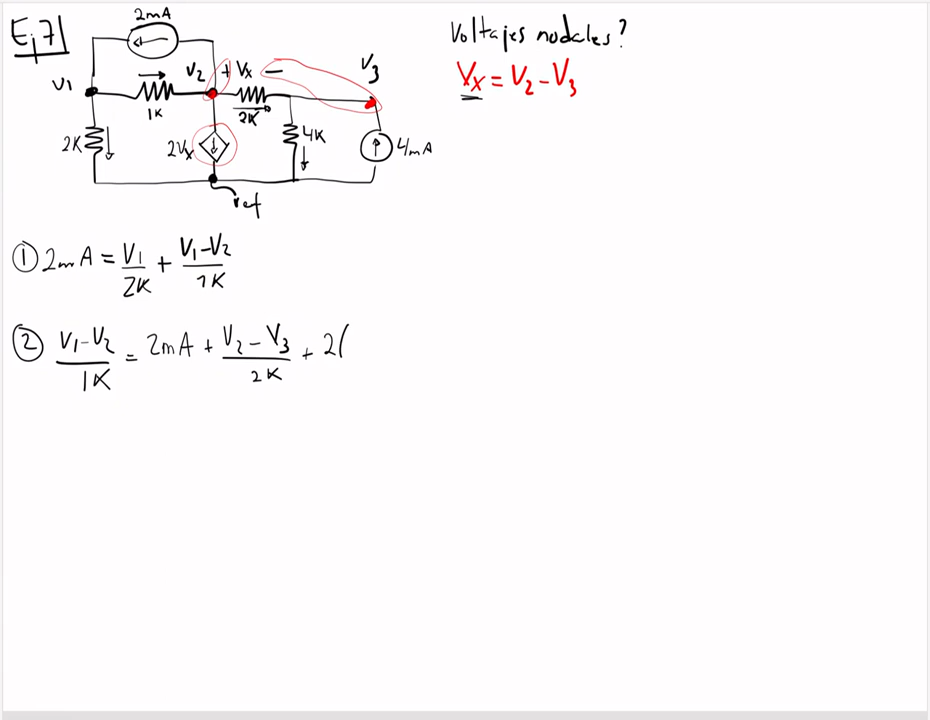 Ej 7
2mA
Voltajes nodales?
V1
V2 + Vx −
V3
Vx = V2 − V3
1K
2K
2K
2Vx
4K
4mA
ref
① 2mA = V1/2K + (V1−V2)/1K
② (V1−V2)/1K = 2mA + (V2−V3)/2K + 2(